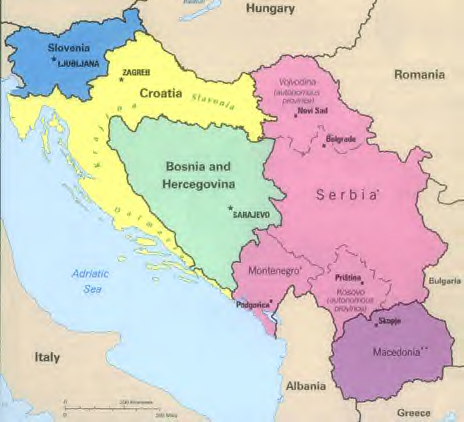 Hungary
Slovenia
LJUBLJANA
ZAGREB
Croatia
Slavonia
Romania
Vojvodina
(autonomous
province)
Novi Sad
Belgrade
Bosnia and
Hercegovina
SARAJEVO
Serbia*
Adriatic
Sea
Montenegro*
Podgorica
Priština
Kosovo
(autonomous
province)
Bulgaria
Skopje
Macedonia**
Italy
Albania
Greece